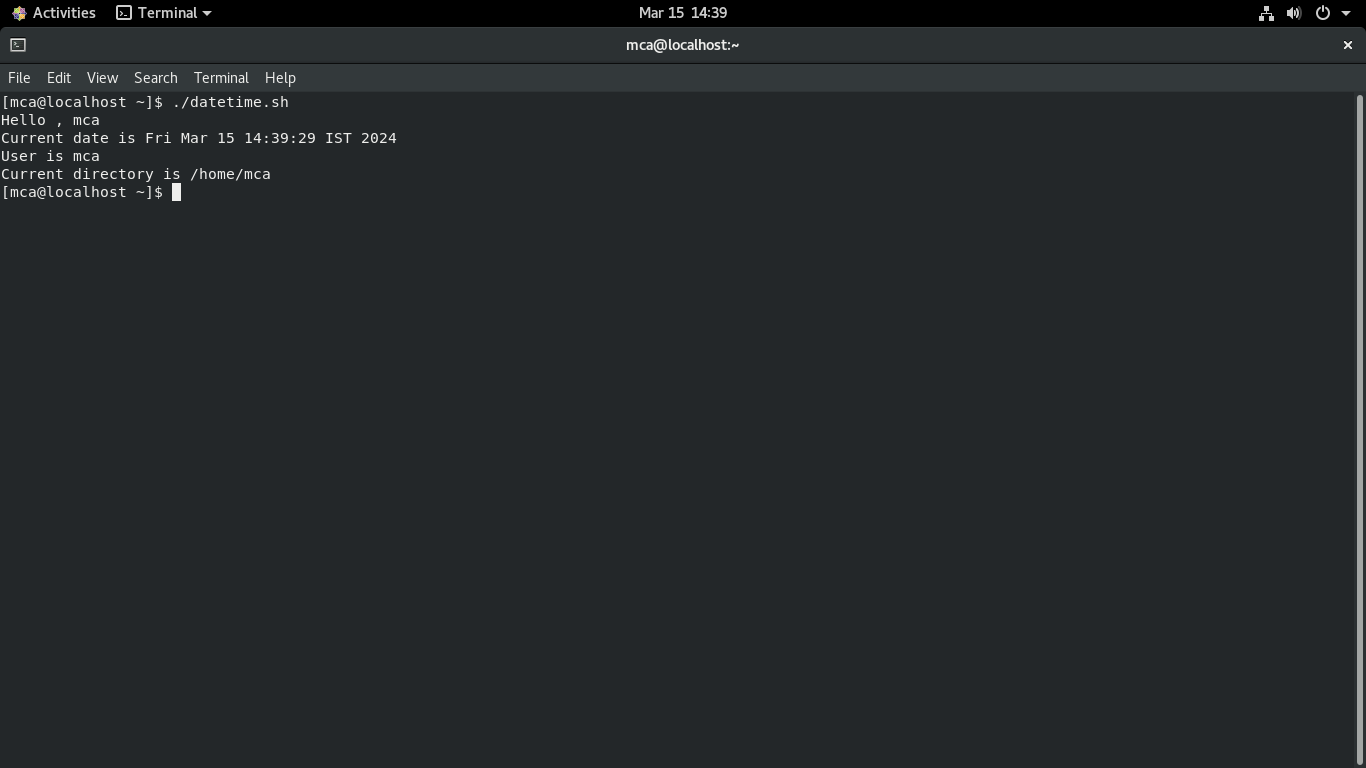 Activities Terminal Mar 15 14:39
mca@localhost:~
File Edit View Search Terminal Help
[mca@localhost ~]$ ./datetime.sh
Hello , mca
Current date is Fri Mar 15 14:39:29 IST 2024
User is mca
Current directory is /home/mca
[mca@localhost ~]$